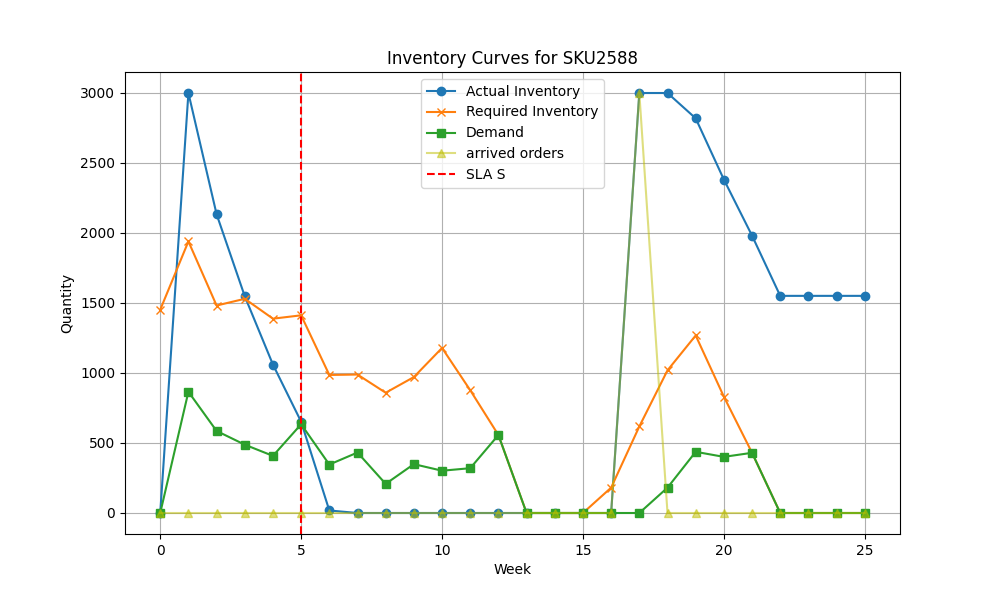 Inventory Curves for SKU2588
Actual Inventory
Required Inventory
Demand
arrived orders
SLA S
Quantity
3000
2500
2000
1500
1000
500
0
0 5 10 15 20 25
Week